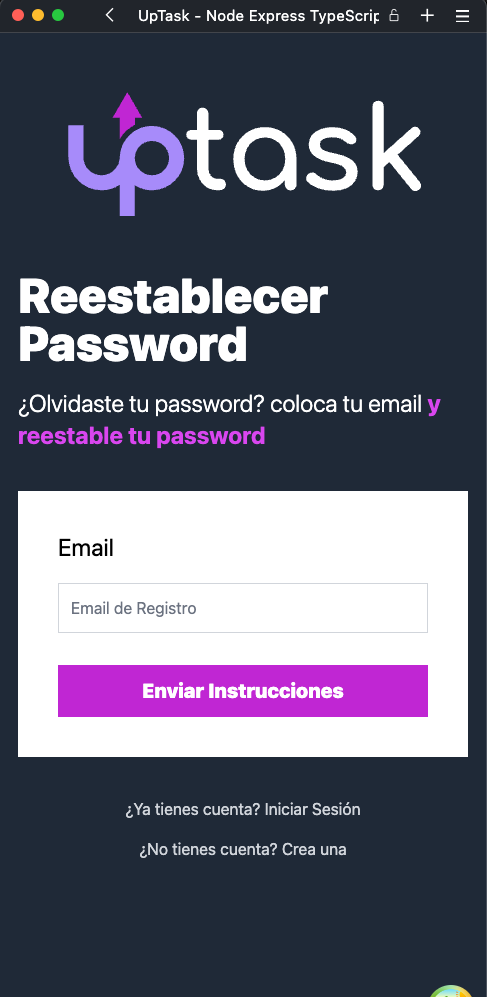 UpTask - Node Express TypeScrip
uptask
Reestablecer
Password
¿Olvidaste tu password? coloca tu email y
reestable tu password
Email
Email de Registro
Enviar Instrucciones
¿Ya tienes cuenta? Iniciar Sesión
¿No tienes cuenta? Crea una